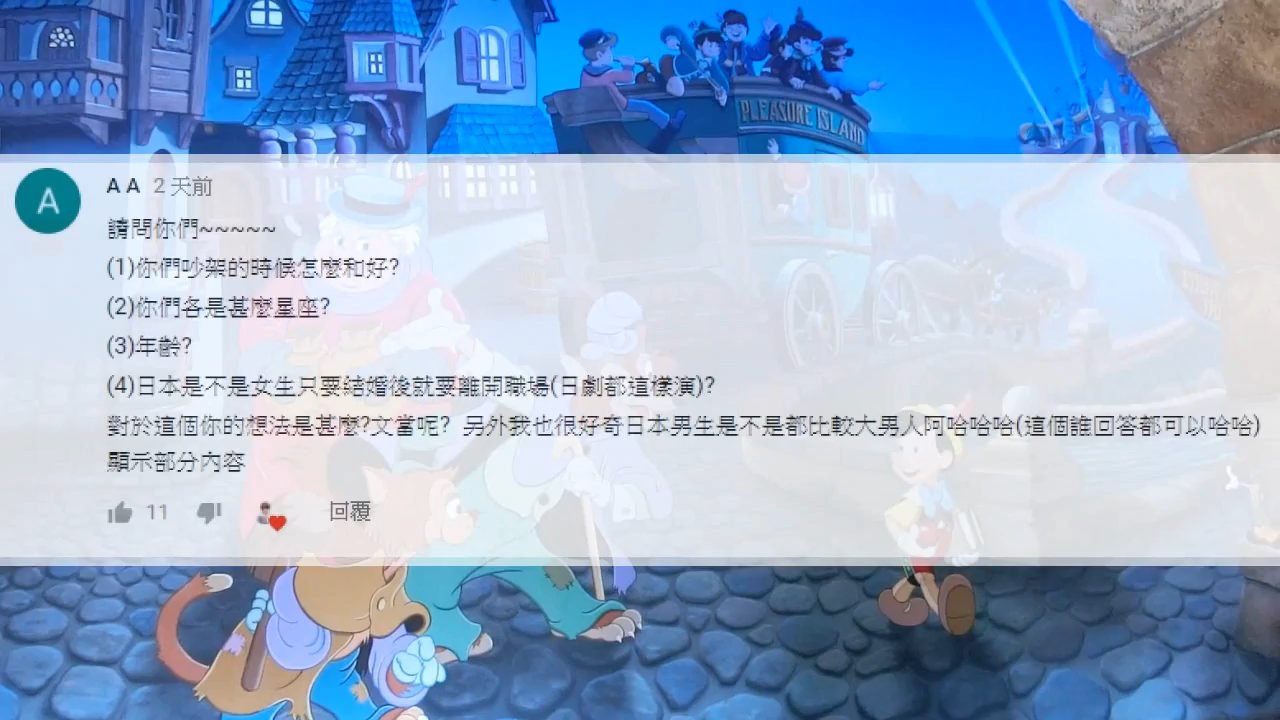 PLEASURE ISLAND
A
A A 2 天前
請問你們~~~~~
(1)你們吵架的時候怎麼和好?
(2)你們各是甚麼星座?
(3)年齡?
(4)日本是不是女生只要結婚後就要離開職場(日劇都這樣演)?
對於這個你的想法是甚麼?文當呢? 另外我也很好奇日本男生是不是都比較大男人阿哈哈哈(這個誰回答都可以哈哈)
顯示部分內容
11 回覆